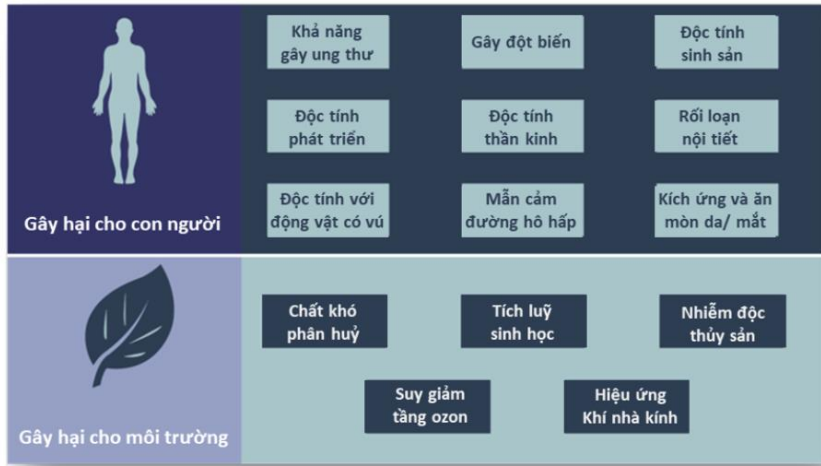 Gây hại cho con người
Khả năng
gây ung thư
Gây đột biến
Độc tính
sinh sản
Độc tính
phát triển
Độc tính
thần kinh
Rối loạn
nội tiết
Độc tính với
động vật có vú
Mẫn cảm
đường hô hấp
Kích ứng và ăn
mòn da/ mắt
Gây hại cho môi trường
Chất khó
phân huỷ
Tích luỹ
sinh học
Nhiễm độc
thủy sản
Suy giảm
tầng ozon
Hiệu ứng
Khí nhà kính